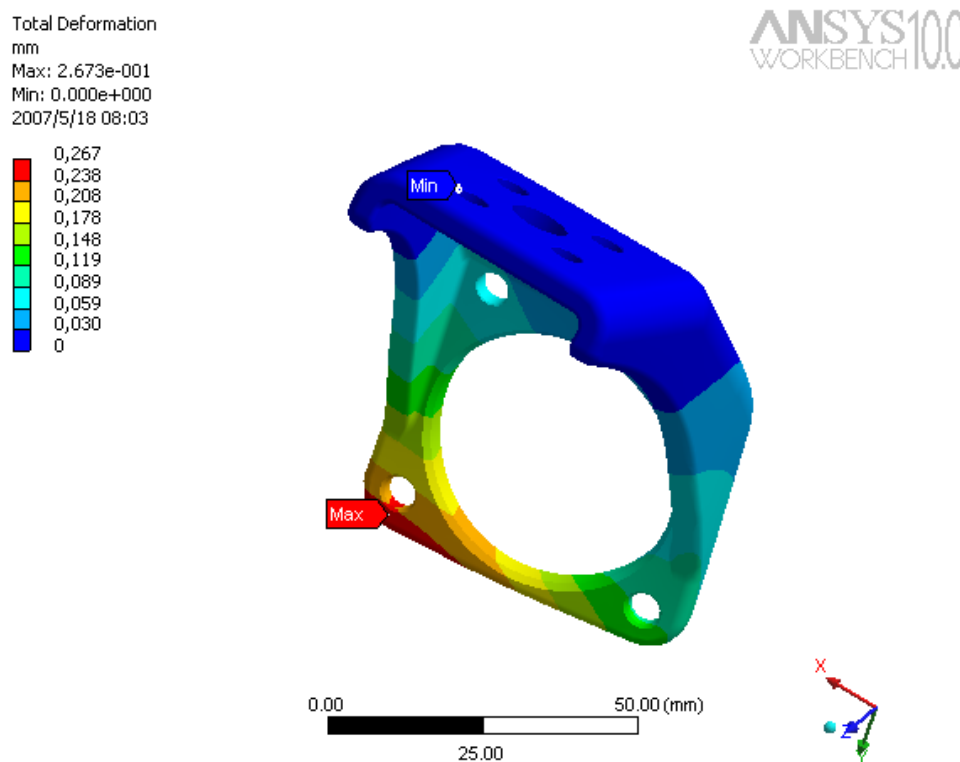 Total Deformation
mm
Max: 2.673e-001
Min: 0.000e+000
2007/5/18 08:03
ANSYS 10.0
WORKBENCH
0,267
0,238
0,208
0,178
0,148
0,119
0,089
0,059
0,030
0
Min
Max
0.00
50.00 (mm)
25.00
X
Z
Y